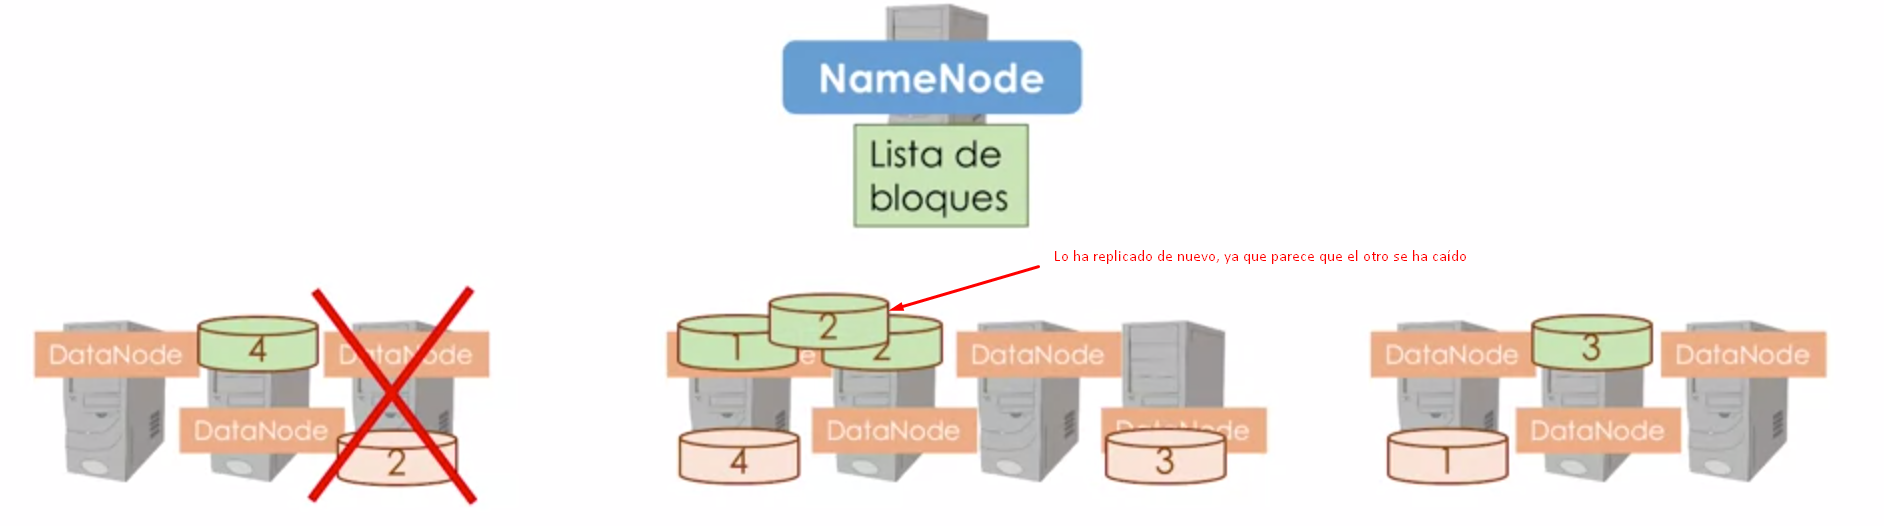 NameNode
Lista de
bloques
Lo ha replicado de nuevo, ya que parece que el otro se ha caído
DataNode
4
DataNode
DataNode
2
1
2
2
DataNode
4
DataNode
DataNode
3
DataNode
3
DataNode
1
DataNode